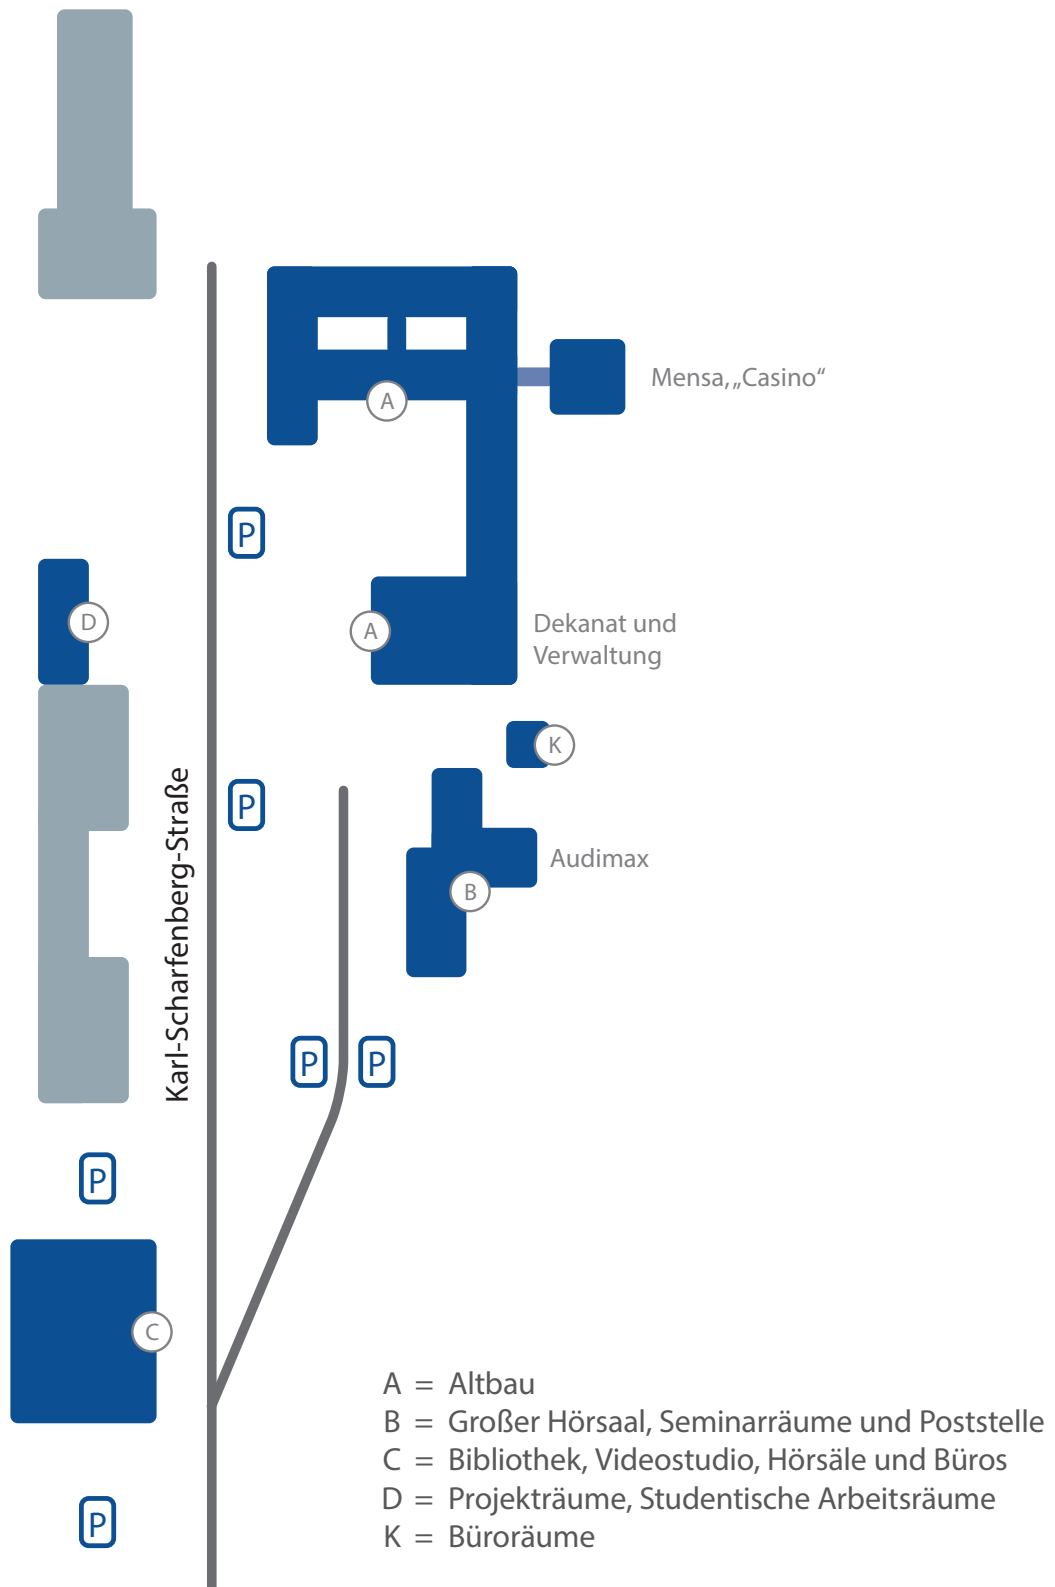 A
Mensa, „Casino“
P
D
A
Dekanat und
Verwaltung
K
P
Karl-Scharfenberg-Straße
Audimax
B
P
P
P
C
A = Altbau
B = Großer Hörsaal, Seminarräume und Poststelle
C = Bibliothek, Videostudio, Hörsäle und Büros
D = Projekträume, Studentische Arbeitsräume
K = Büroräume
P